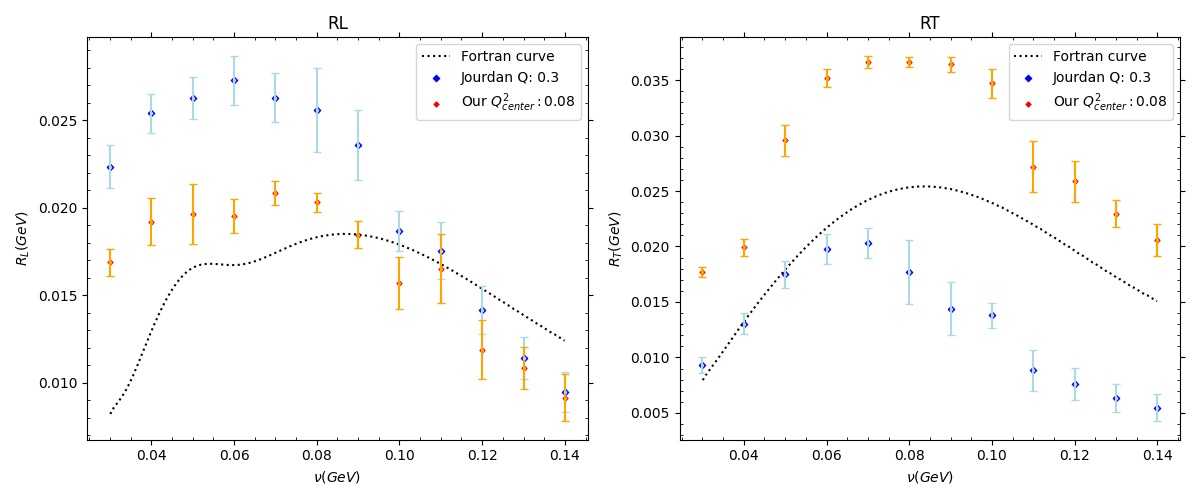 RL
Fortran curve
Jourdan Q: 0.3
Our $Q^2_{center}: 0.08$
0.025
0.020
0.015
0.010
$R_L(GeV)$
0.04 0.06 0.08 0.10 0.12 0.14
$\nu(GeV)$
RT
Fortran curve
Jourdan Q: 0.3
Our $Q^2_{center}: 0.08$
0.035
0.030
0.025
0.020
0.015
0.010
0.005
$R_T(GeV)$
0.04 0.06 0.08 0.10 0.12 0.14
$\nu(GeV)$